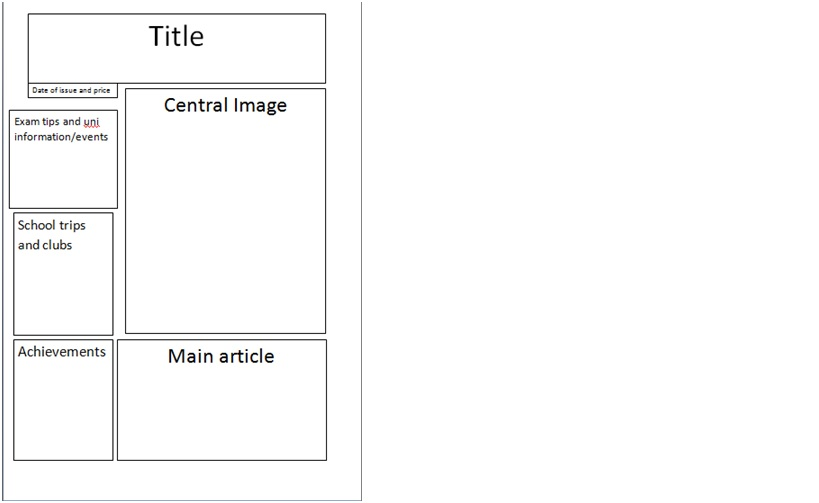 Title
Date of issue and price
Central Image
Exam tips and uni
information/events
School trips
and clubs
Achievements
Main article